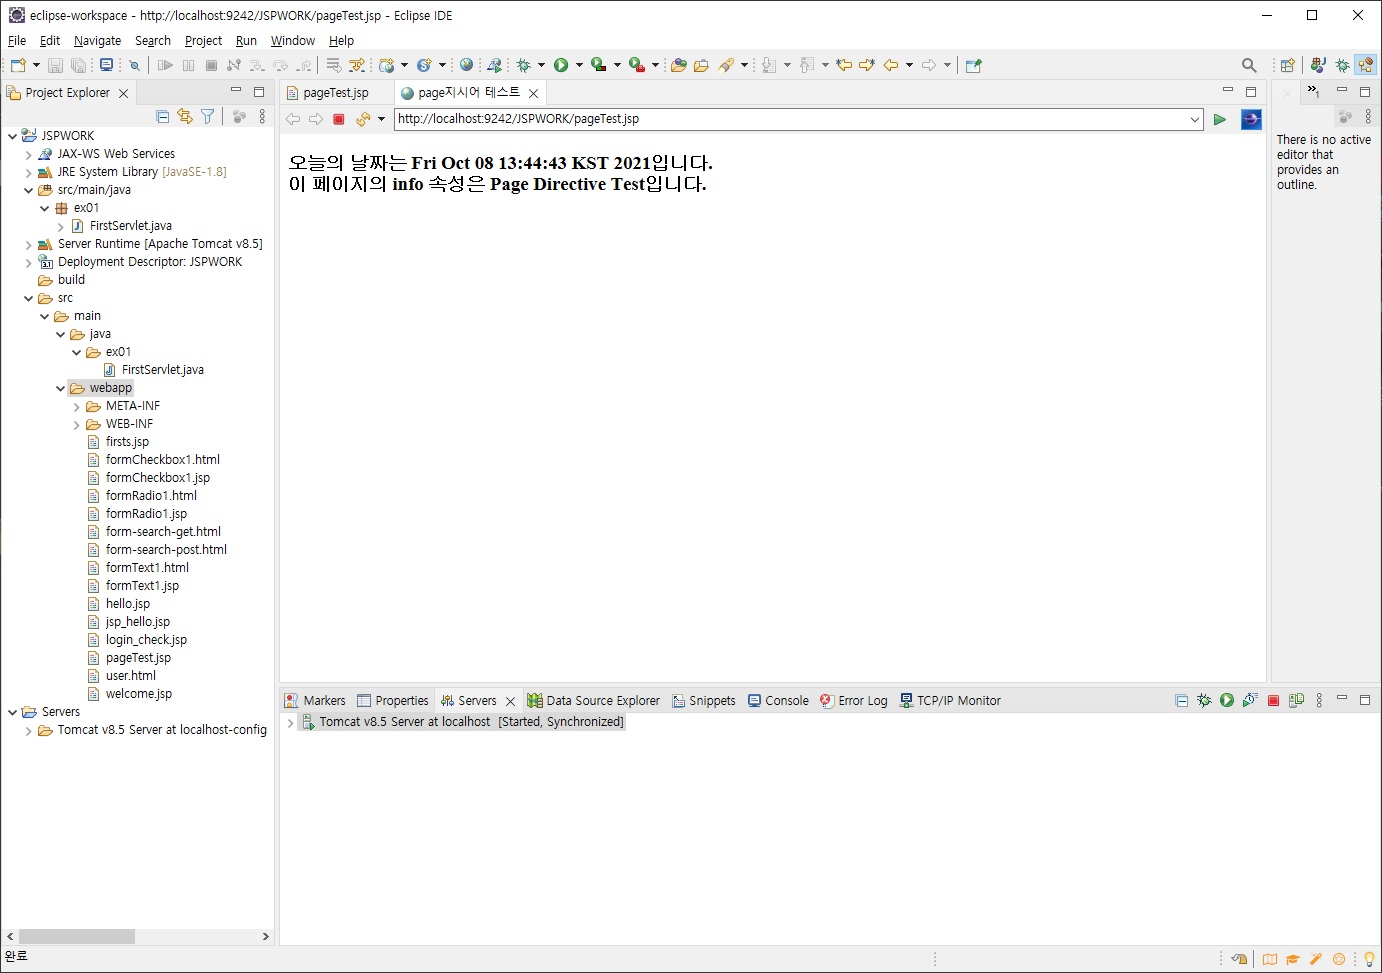 eclipse-workspace - http://localhost:9242/JSPWORK/pageTest.jsp - Eclipse IDE
File Edit Navigate Search Project Run Window Help
Project Explorer
JSPWORK
JAX-WS Web Services
JRE System Library [JavaSE-1.8]
src/main/java
ex01
FirstServlet.java
Server Runtime [Apache Tomcat v8.5]
Deployment Descriptor: JSPWORK
build
src
main
java
ex01
FirstServlet.java
webapp
META-INF
WEB-INF
firsts.jsp
formCheckbox1.html
formCheckbox1.jsp
formRadio1.html
formRadio1.jsp
form-search-get.html
form-search-post.html
formText1.html
formText1.jsp
hello.jsp
jsp_hello.jsp
login_check.jsp
pageTest.jsp
user.html
welcome.jsp
Servers
Tomcat v8.5 Server at localhost-config
pageTest.jsp page지시어 테스트
http://localhost:9242/JSPWORK/pageTest.jsp
오늘의 날짜는 Fri Oct 08 13:44:43 KST 2021입니다.
이 페이지의 info 속성은 Page Directive Test입니다.
There is no active
editor that
provides an
outline.
Markers Properties Servers Data Source Explorer Snippets Console Error Log TCP/IP Monitor
Tomcat v8.5 Server at localhost [Started, Synchronized]
완료